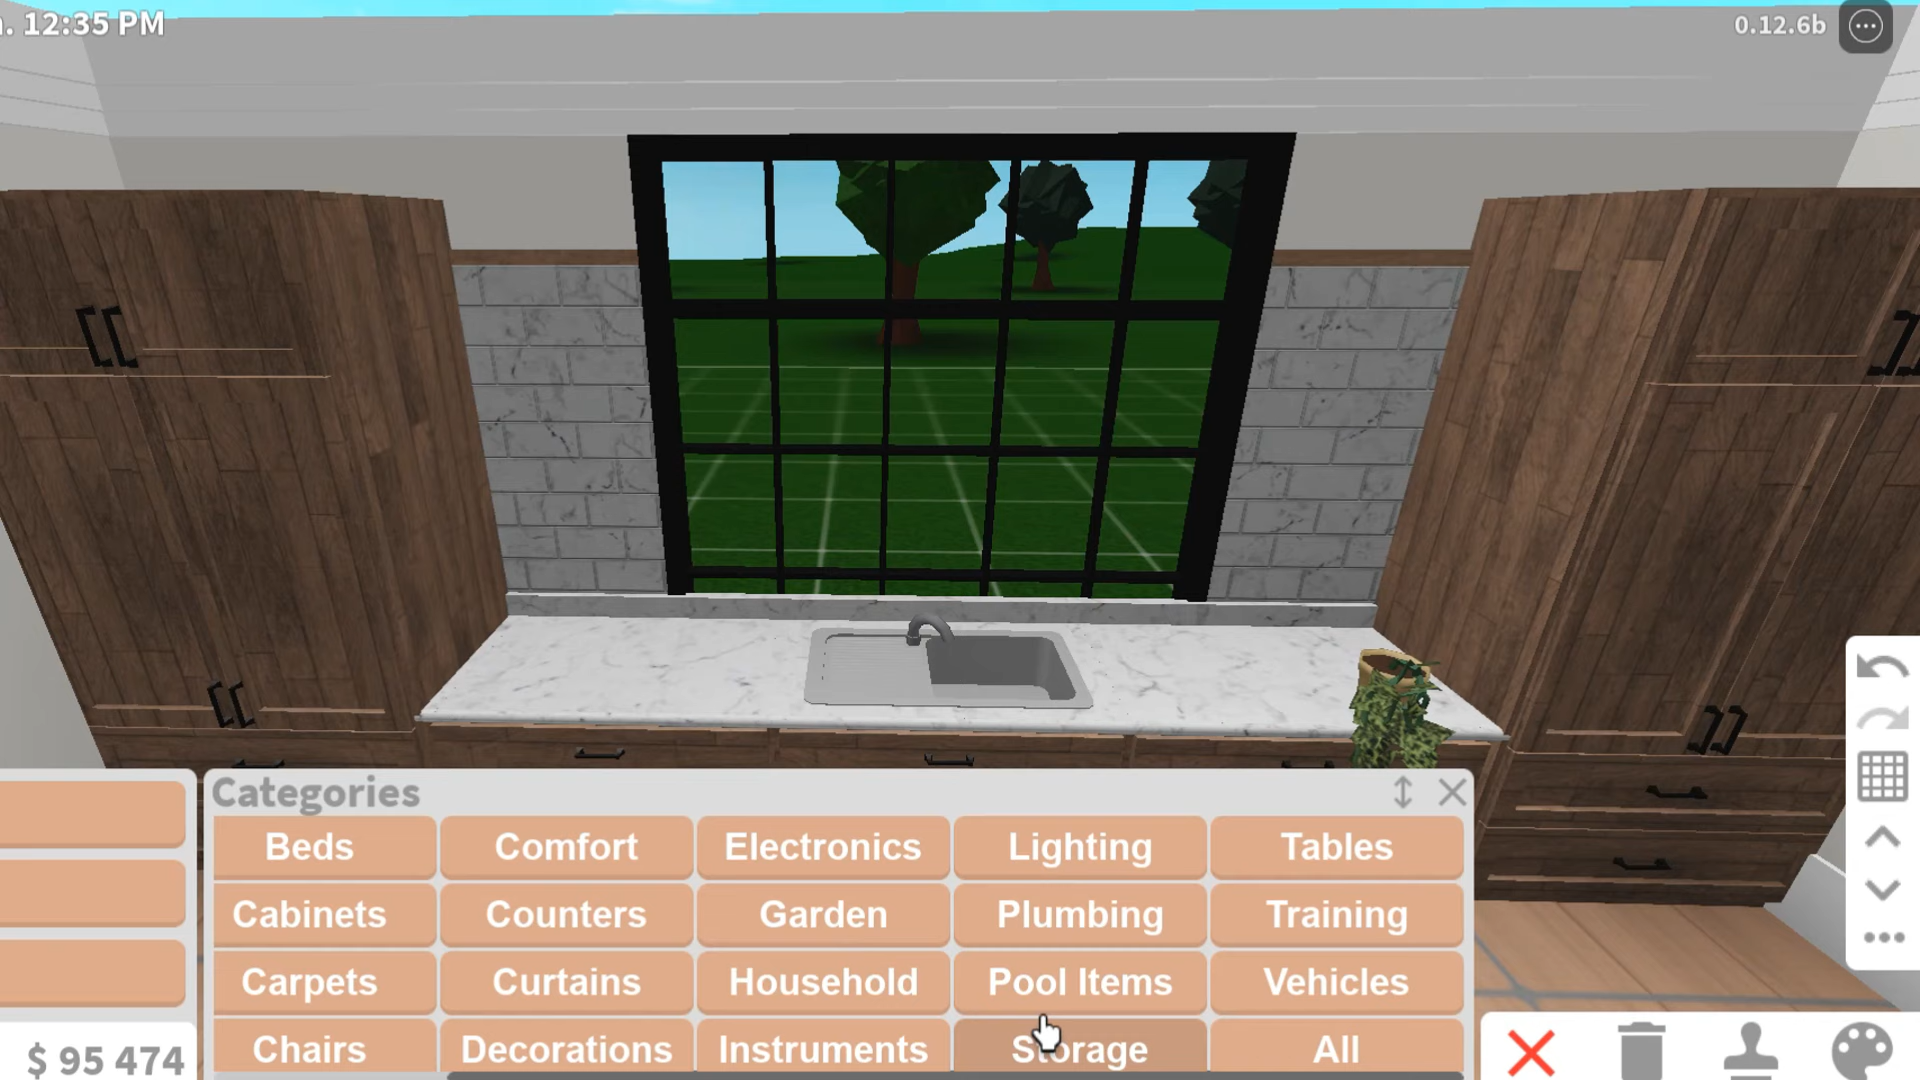 . 12:35 PM
0.12.6b
Categories
Beds
Comfort
Electronics
Lighting
Tables
Cabinets
Counters
Garden
Plumbing
Training
Carpets
Curtains
Household
Pool Items
Vehicles
Chairs
Decorations
Instruments
Storage
All
$ 95 474